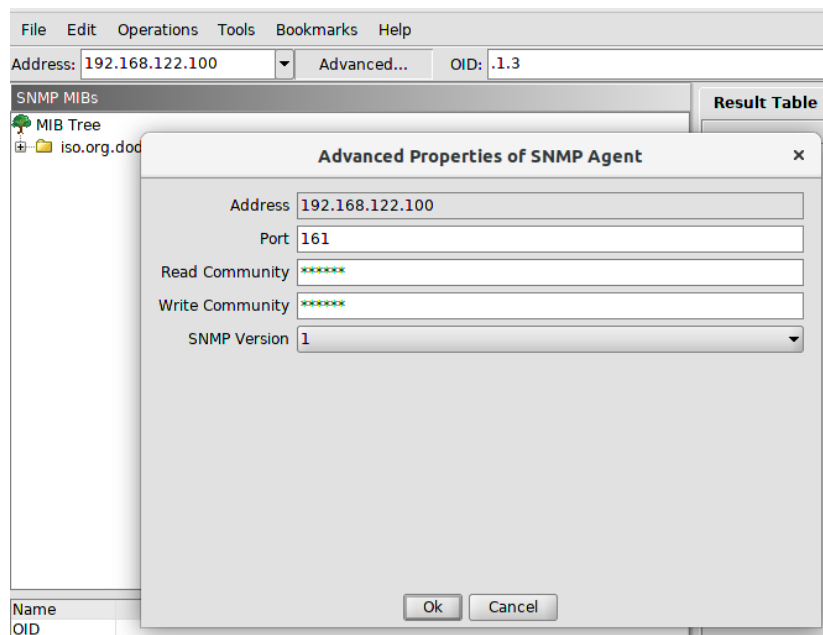 File Edit Operations Tools Bookmarks Help
Address: 192.168.122.100 Advanced... OID: .1.3
SNMP MIBs
Result Table
MIB Tree
iso.org.dod
Advanced Properties of SNMP Agent
Address 192.168.122.100
Port 161
Read Community ******
Write Community ******
SNMP Version 1
Ok Cancel
Name
OID